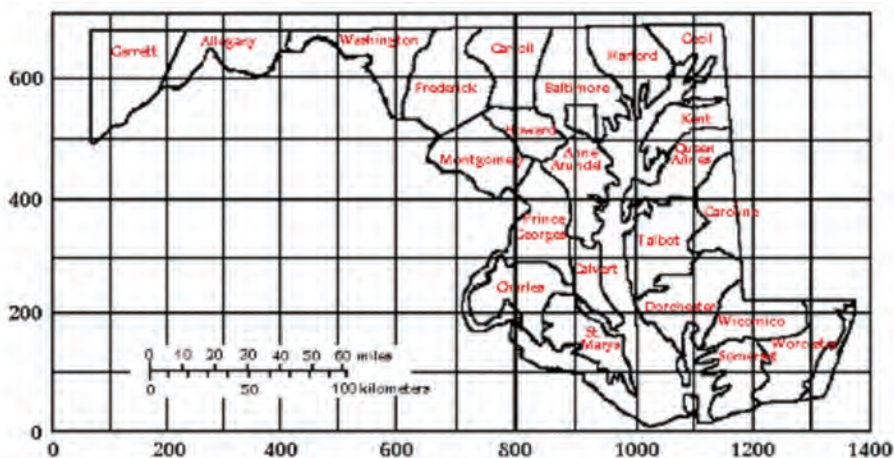 Garrett Allegany Washington Carroll Harford Cecil
600 Frederick Baltimore
Kent
Howard
Queen
Montgomery Anne Annes
Arundel
400
Prince Caroline
Georges Talbot
Calvert
Charles
200 Dorchester
Wicomico
St. Worcester
0 10 20 30 40 50 60 miles Marys Somerset
0 50 100 kilometers
0
0 200 400 600 800 1000 1200 1400